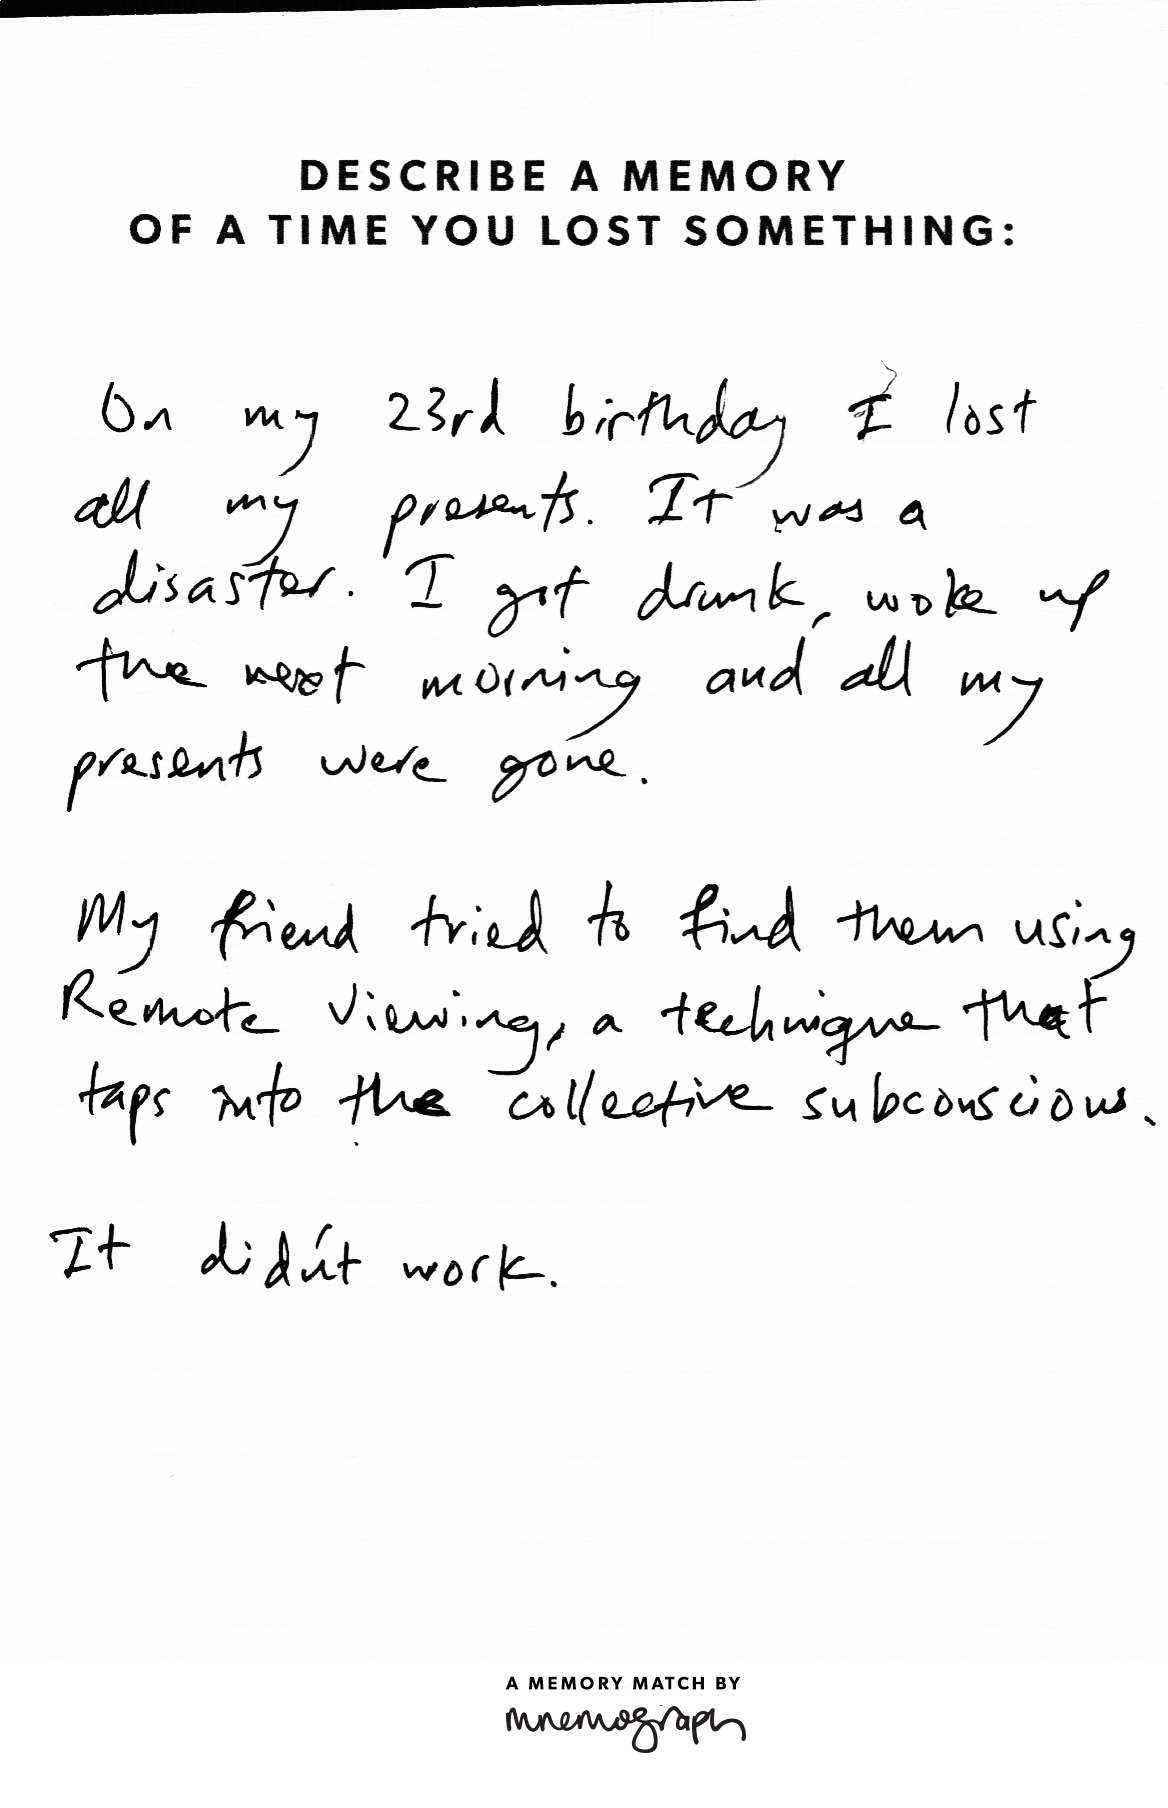 DESCRIBE A MEMORY
OF A TIME YOU LOST SOMETHING:
On my 23rd birthday I lost
all my presents. It was a
disaster. I got drunk, woke up
the next morning and all my
presents were gone.
My friend tried to find them using
Remote Viewing, a technique that
taps into the collective subconscious.
It didn't work.
A MEMORY MATCH BY
mnemograph